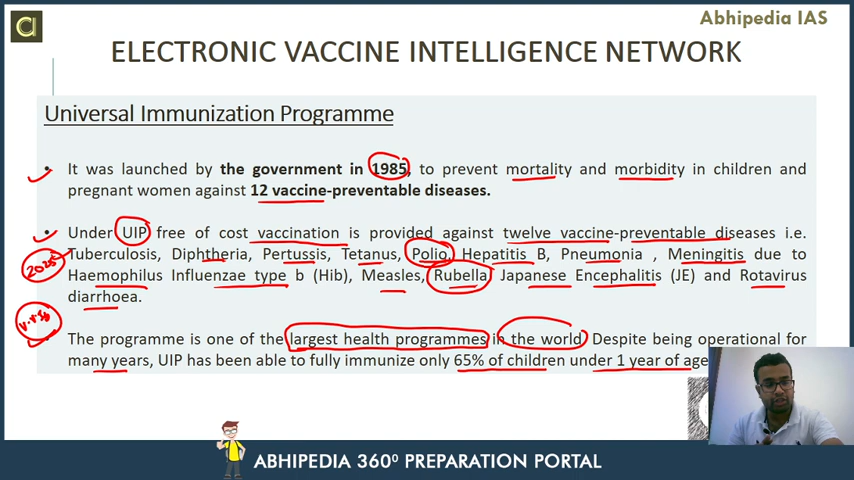 Abhipedia IAS
ELECTRONIC VACCINE INTELLIGENCE NETWORK
Universal Immunization Programme
• It was launched by the government in 1985, to prevent mortality and morbidity in children and
pregnant women against 12 vaccine-preventable diseases.
• Under UIP free of cost vaccination is provided against twelve vaccine-preventable diseases i.e.
Tuberculosis, Diphtheria, Pertussis, Tetanus, Polio, Hepatitis B, Pneumonia , Meningitis due to
2025
Haemophilus Influenzae type b (Hib), Measles, Rubella, Japanese Encephalitis (JE) and Rotavirus
diarrhoea.
The programme is one of the largest health programmes in the world. Despite being operational for
many years, UIP has been able to fully immunize only 65% of children under 1 year of age
ABHIPEDIA 360⁰ PREPARATION PORTAL